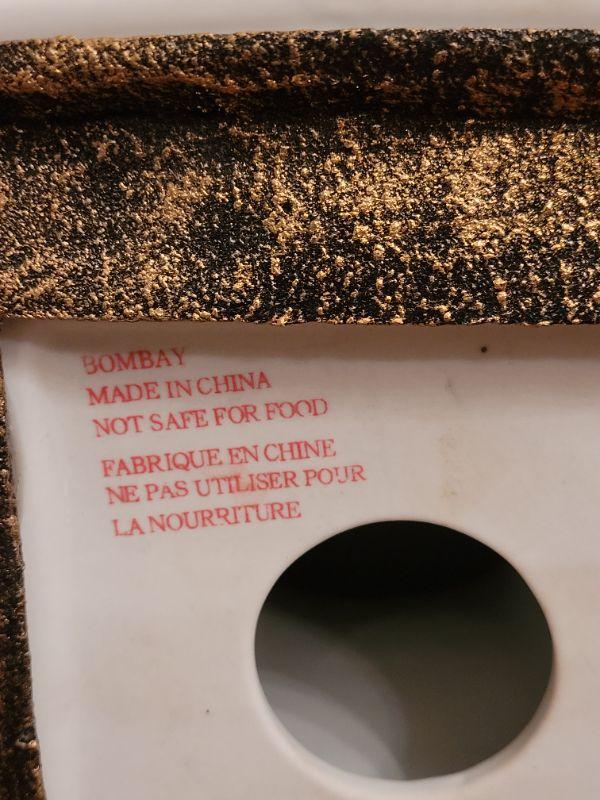 BOMBAY
MADE IN CHINA
NOT SAFE FOR FOOD
FABRIQUE EN CHINE
NE PAS UTILISER POUR
LA NOURRITURE